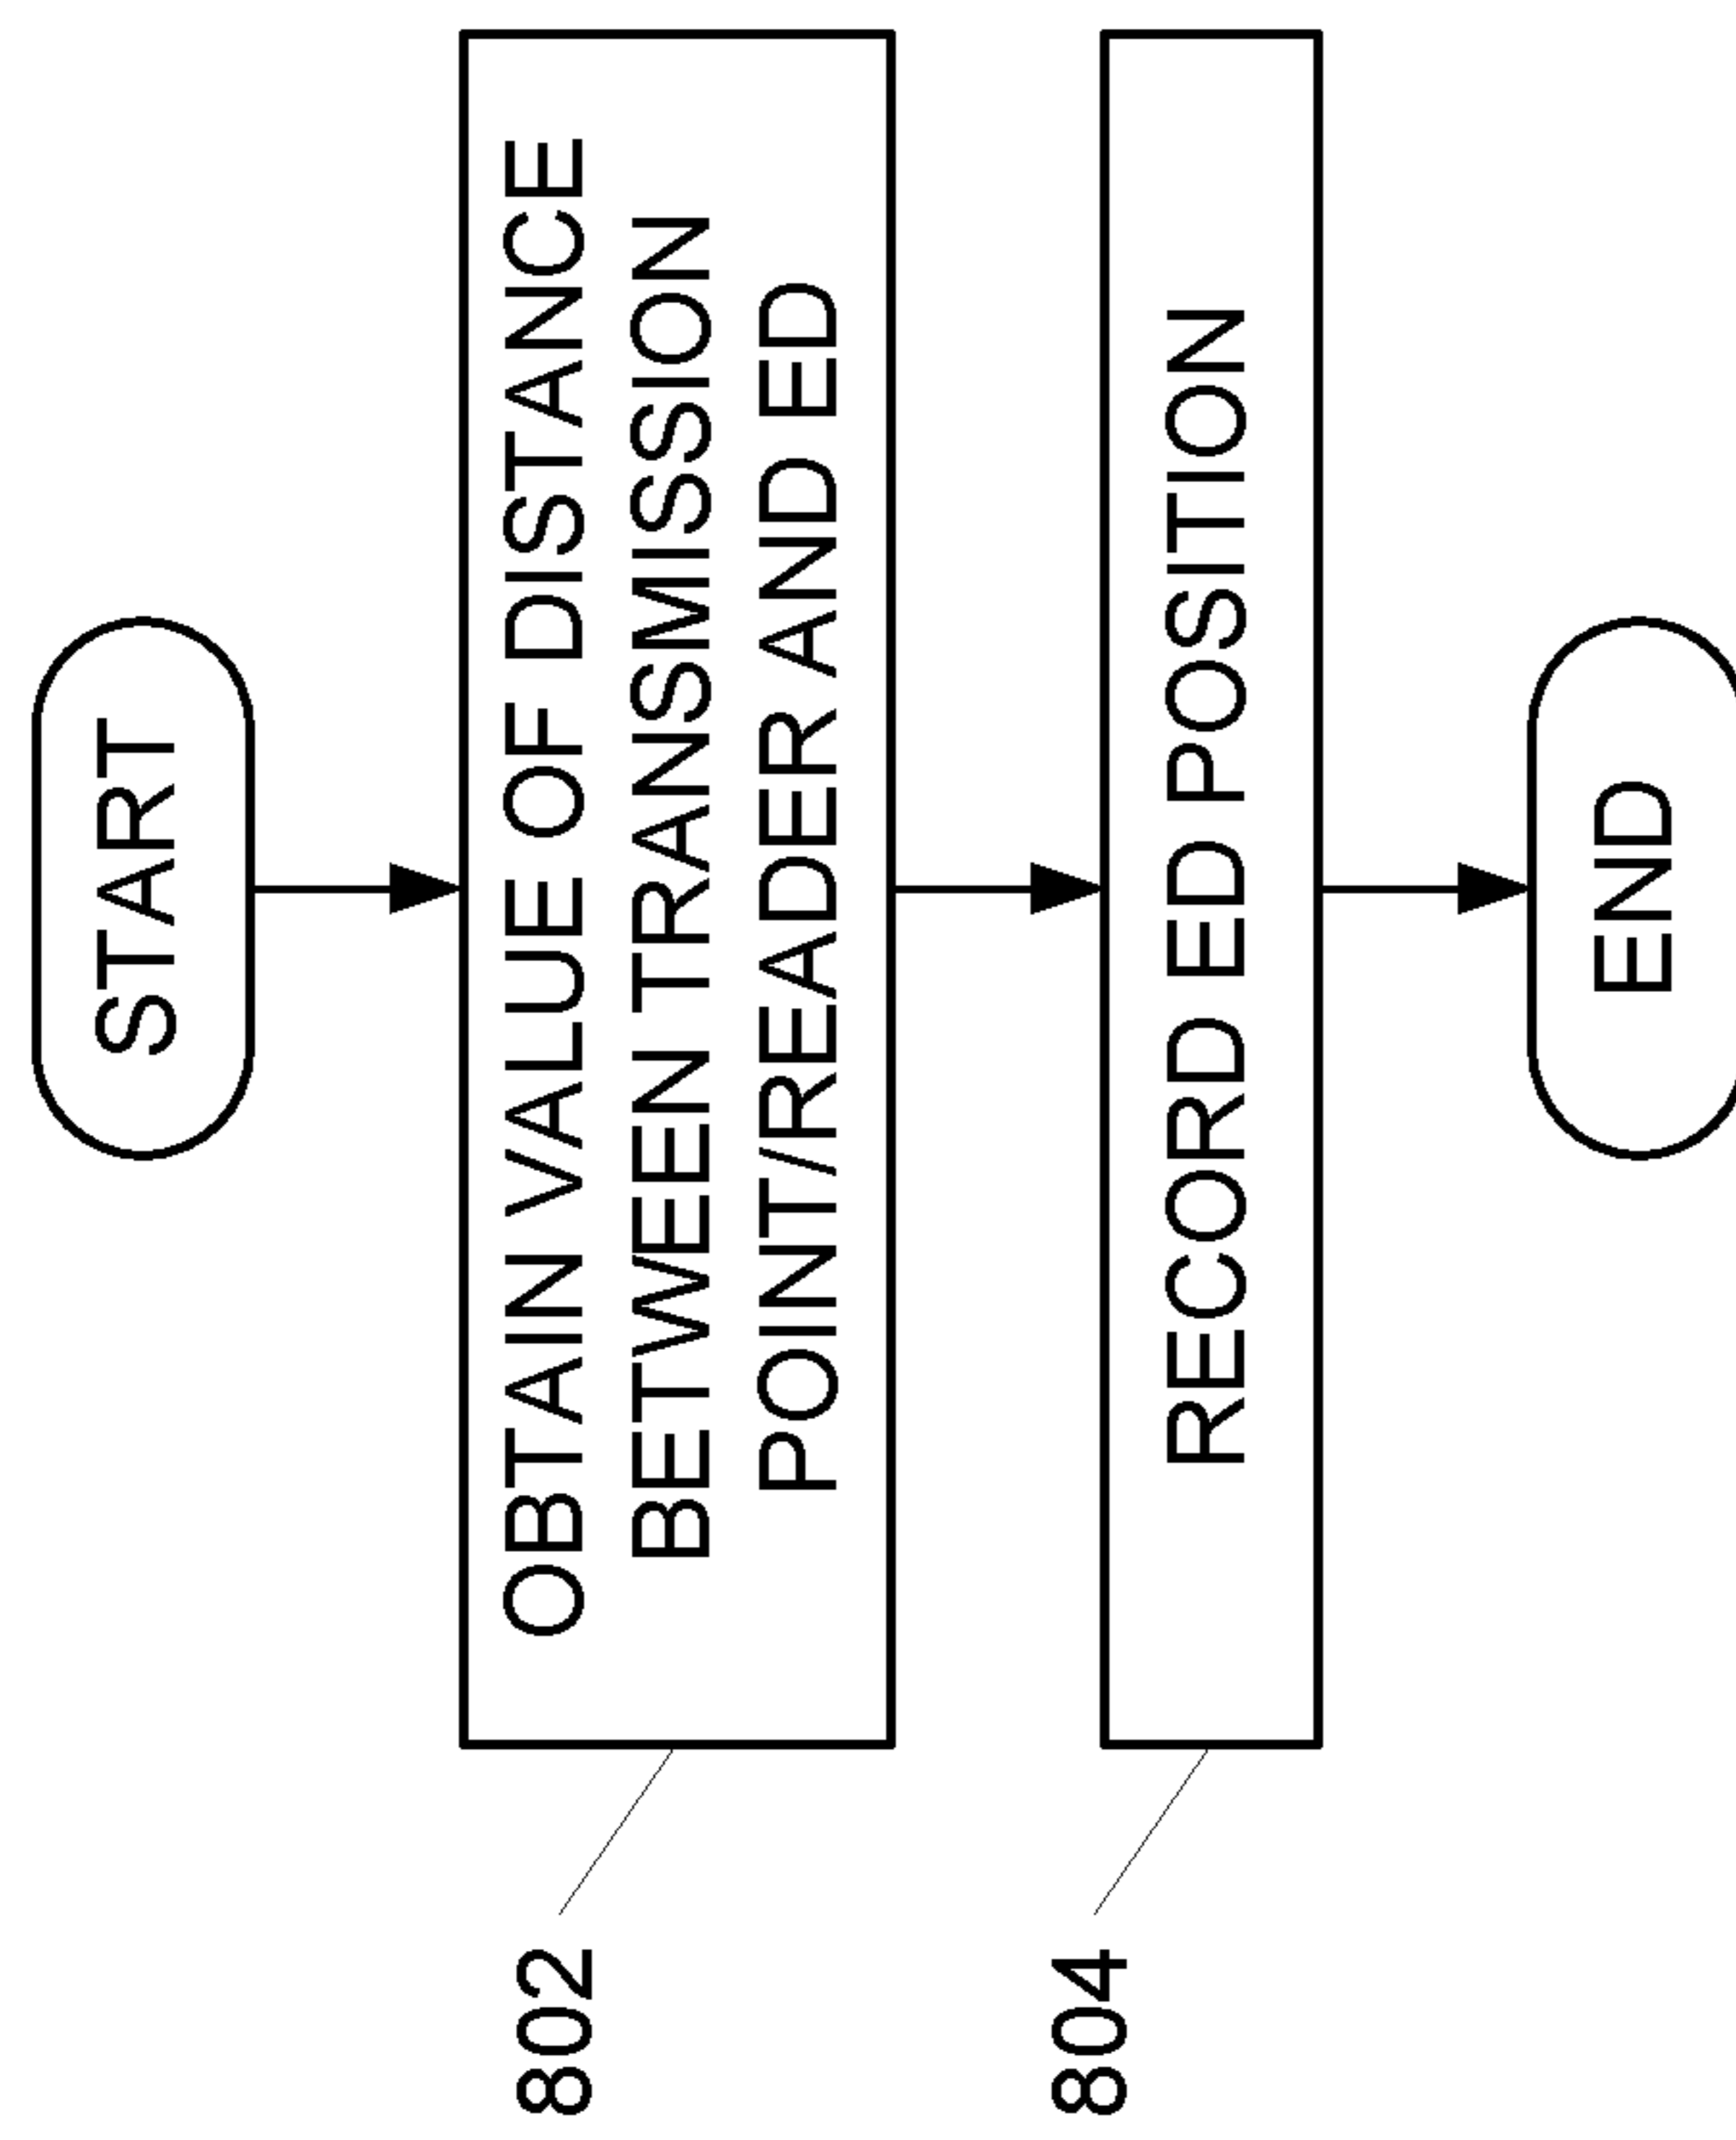 START
802
OBTAIN VALUE OF DISTANCE
BETWEEN TRANSMISSION
POINT/READER AND ED
804
RECORD ED POSITION
END